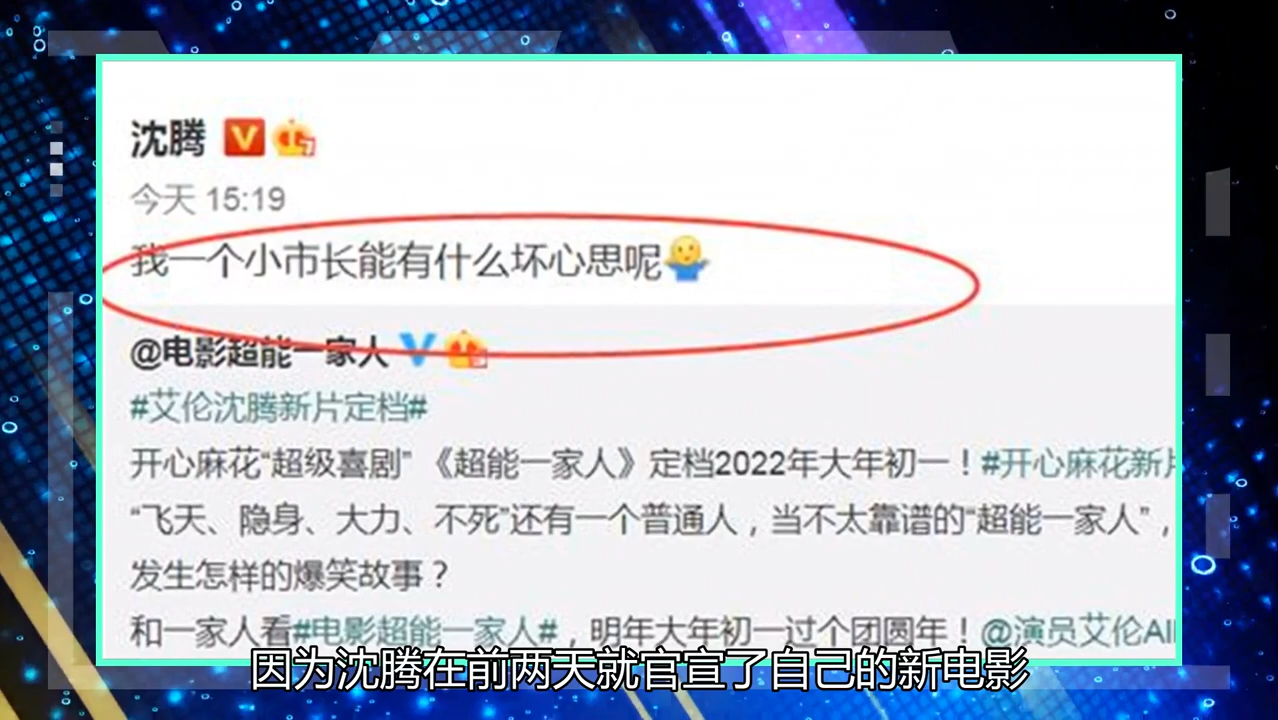 沈腾
今天 15:19
我一个小市长能有什么坏心思呢
@电影超能一家人
#艾伦沈腾新片定档#
开心麻花“超级喜剧”《超能一家人》定档2022年大年初一！#开心麻花新片
“飞天、隐身、大力、不死”还有一个普通人，当不太靠谱的“超能一家人”，
发生怎样的爆笑故事？
和一家人看#电影超能一家人#，明年大年初一过个团圆年！@演员艾伦All
因为沈腾在前两天就官宣了自己的新电影